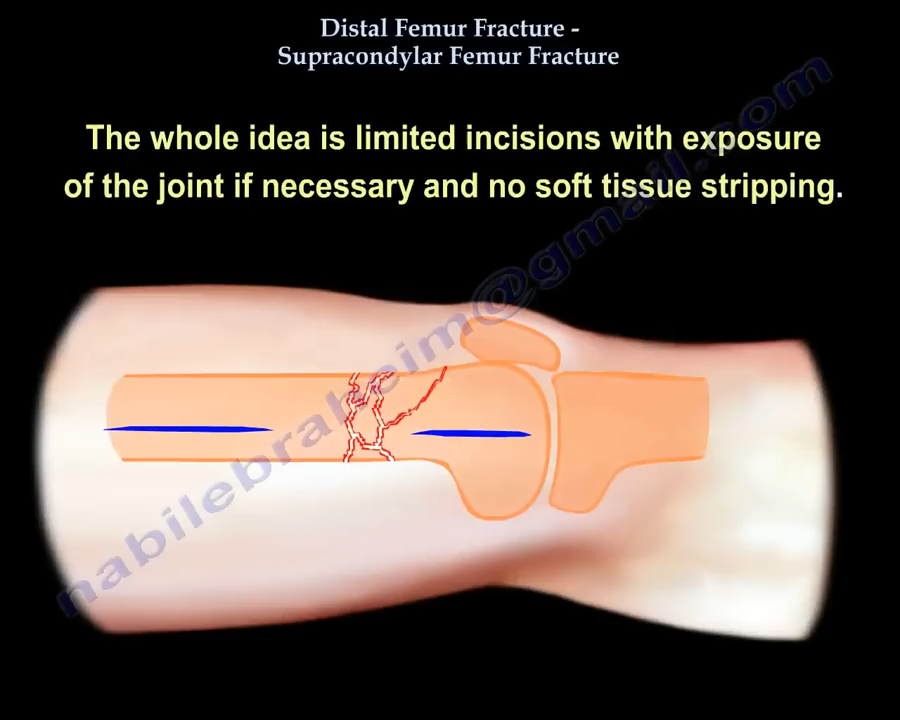 Distal Femur Fracture -
Supracondylar Femur Fracture
The whole idea is limited incisions with exposure
of the joint if necessary and no soft tissue stripping.
nabilebraheim@gmail.com